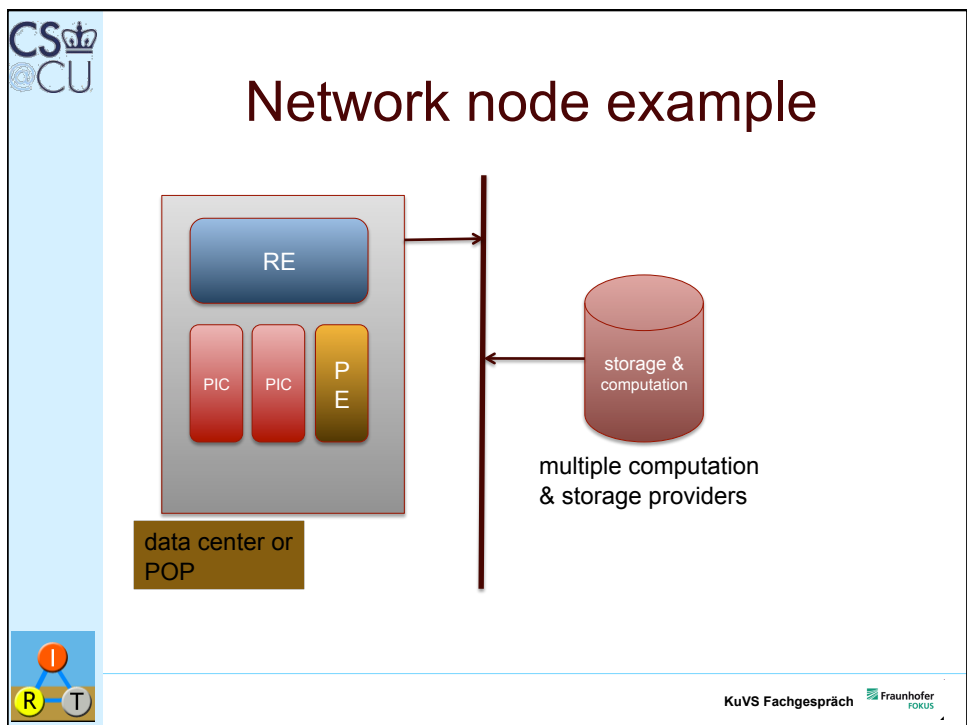 CS
@CU
Network node example
RE
PIC
PIC
P
E
storage &
computation
multiple computation
& storage providers
data center or
POP
I
R
T
KuVS Fachgespräch
Fraunhofer
FOKUS